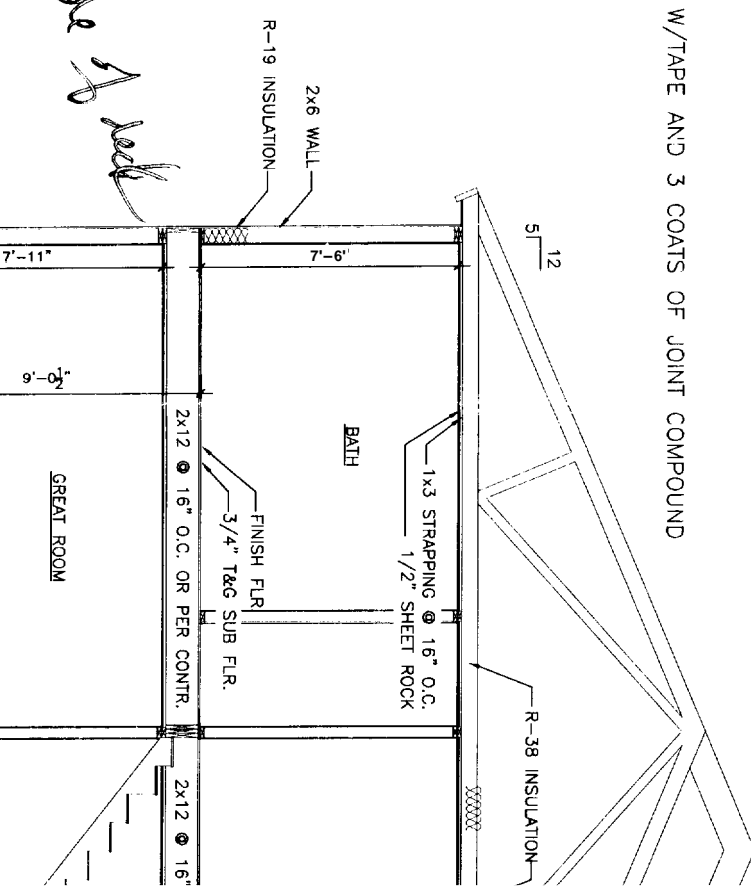 W/TAPE AND 3 COATS OF JOINT COMPOUND
12
5
R-38 INSULATION
1x3 STRAPPING @ 16" O.C.
1/2" SHEET ROCK
BATH
2x6 WALL
R-19 INSULATION
7'-6'
FINISH FLR
3/4" T&G SUB FLR.
2x12 @ 16" O.C. OR PER CONTR.
2x12 @ 16"
7'-11"
9'-0½"
GREAT ROOM